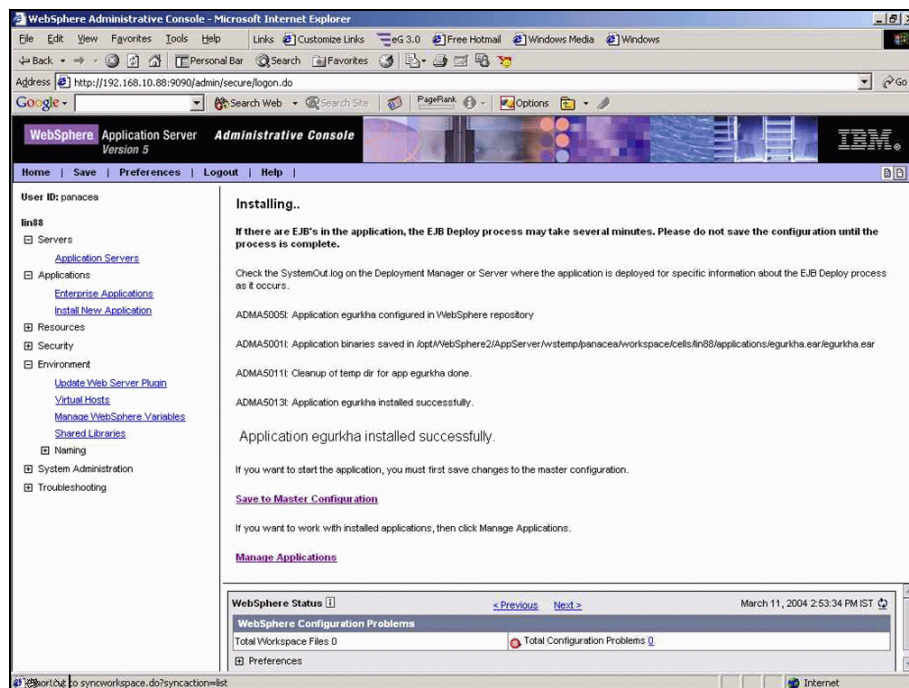 WebSphere Administrative Console - Microsoft Internet Explorer
File Edit View Favorites Tools Help Links Customize Links eG 3.0 Free Hotmail Windows Media Windows
Back Personal Bar Search Favorites
Address http://192.168.10.88:9090/admin/secure/logon.do Go
Google Search Web Search Site PageRank Options
WebSphere Application Server Administrative Console
Version 5
IBM
Home | Save | Preferences | Logout | Help |
User ID: panacea
lin88
Servers
Application Servers
Applications
Enterprise Applications
Install New Application
Resources
Security
Environment
Update Web Server Plugin
Virtual Hosts
Manage WebSphere Variables
Shared Libraries
Naming
System Administration
Troubleshooting
Installing..
If there are EJB's in the application, the EJB Deploy process may take several minutes. Please do not save the configuration until the
process is complete.
Check the SystemOut.log on the Deployment Manager or Server where the application is deployed for specific information about the EJB Deploy process
as it occurs.
ADMA5005I: Application egurkha configured in WebSphere repository
ADMA5001I: Application binaries saved in /opt/WebSphere2/AppServer/wstemp/panacea/workspace/cells/lin88/applications/egurkha.ear/egurkha.ear
ADMA5011I: Cleanup of temp dir for app egurkha done.
ADMA5013I: Application egurkha installed successfully.
Application egurkha installed successfully.
If you want to start the application, you must first save changes to the master configuration.
Save to Master Configuration
If you want to work with installed applications, then click Manage Applications.
Manage Applications
WebSphere Status i < Previous Next > March 11, 2004 2:53:34 PM IST
WebSphere Configuration Problems
Total Workspace Files 0 Total Configuration Problems 0
Preferences
to syncworkspace.do?syncaction=list Internet